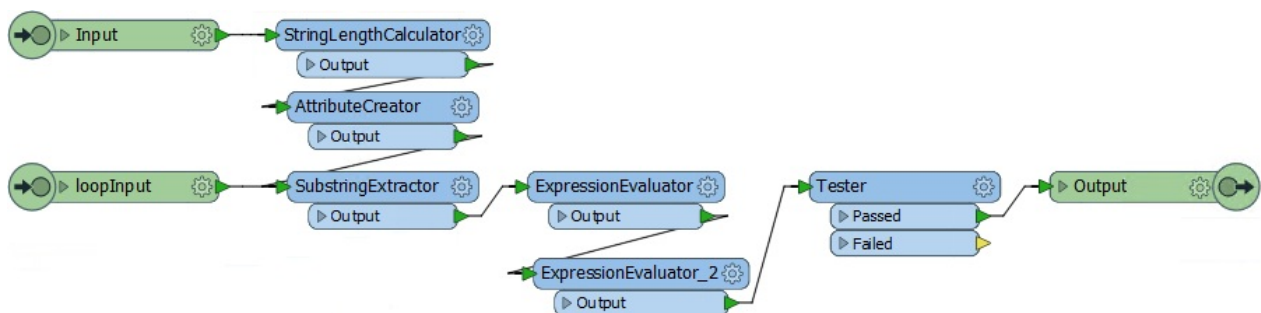 Input
StringLengthCalculator
Output
AttributeCreator
Output
loopInput
SubstringExtractor
Output
ExpressionEvaluator
Output
ExpressionEvaluator_2
Output
Tester
Passed
Failed
Output